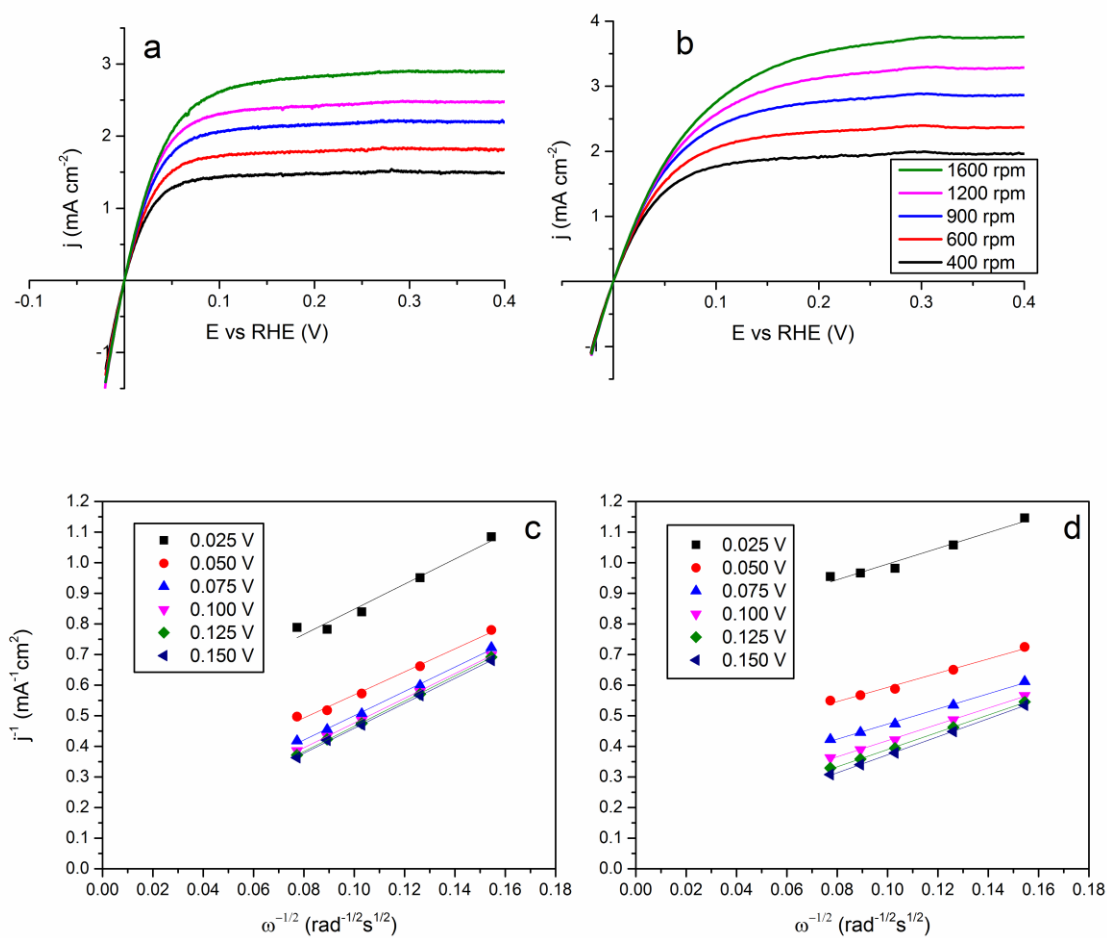 a
3
2
1
-1
-0.1
0.1
0.2
0.3
0.4
j (mA cm⁻²)
E vs RHE (V)
b
4
3
2
1
-1
0.1
0.2
0.3
0.4
j (mA cm⁻²)
E vs RHE (V)
1600 rpm
1200 rpm
900 rpm
600 rpm
400 rpm
c
1.2
1.1
1.0
0.9
0.8
0.7
0.6
0.5
0.4
0.3
0.2
0.1
0.0
j⁻¹ (mA⁻¹cm²)
0.025 V
0.050 V
0.075 V
0.100 V
0.125 V
0.150 V
0.00 0.02 0.04 0.06 0.08 0.10 0.12 0.14 0.16 0.18
ω⁻¹/² (rad⁻¹/²s¹/²)
d
1.2
1.1
1.0
0.9
0.8
0.7
0.6
0.5
0.4
0.3
0.2
0.1
0.0
0.025 V
0.050 V
0.075 V
0.100 V
0.125 V
0.150 V
0.00 0.02 0.04 0.06 0.08 0.10 0.12 0.14 0.16 0.18
ω⁻¹/² (rad⁻¹/²s¹/²)